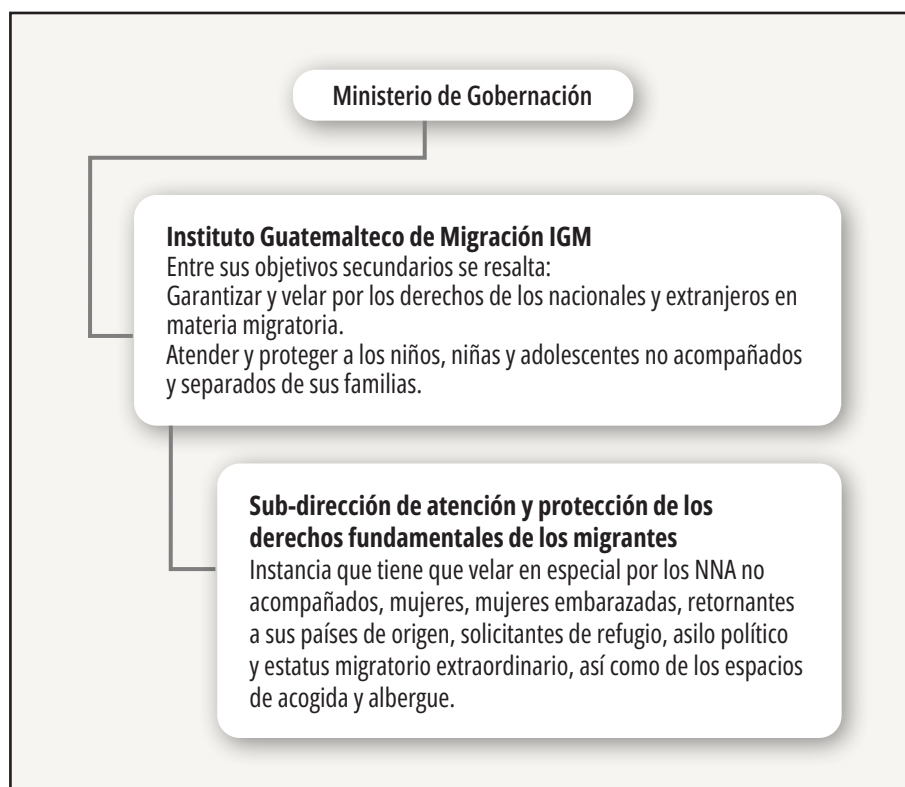 Ministerio de Gobernación
Instituto Guatemalteco de Migración IGM
Entre sus objetivos secundarios se resalta:
Garantizar y velar por los derechos de los nacionales y extranjeros en
materia migratoria.
Atender y proteger a los niños, niñas y adolescentes no acompañados
y separados de sus familias.
Sub-dirección de atención y protección de los
derechos fundamentales de los migrantes
Instancia que tiene que velar en especial por los NNA no
acompañados, mujeres, mujeres embarazadas, retornantes
a sus países de origen, solicitantes de refugio, asilo político
y estatus migratorio extraordinario, así como de los espacios
de acogida y albergue.